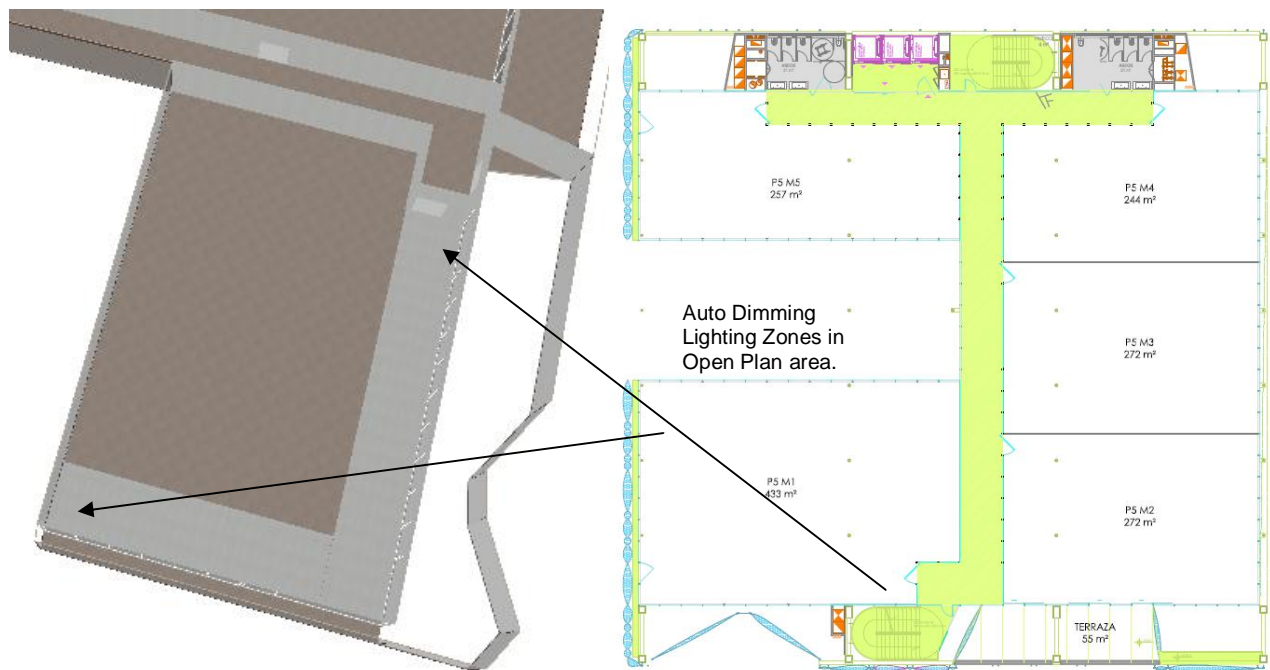 P5 M5
257 m²
P5 M4
244 m²
Auto Dimming
Lighting Zones in
Open Plan area.
P5 M3
272 m²
P5 M1
433 m²
P5 M2
272 m²
TERRAZA
55 m²